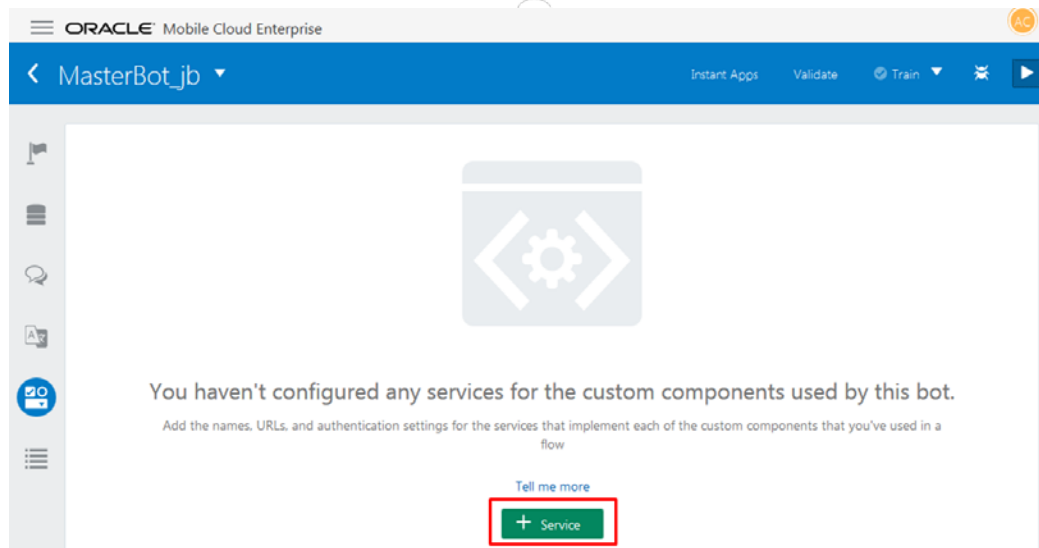 ORACLE Mobile Cloud Enterprise
AC
MasterBot_jb
Instant Apps
Validate
Train
You haven't configured any services for the custom components used by this bot.
Add the names, URLs, and authentication settings for the services that implement each of the custom components that you've used in a
flow
Tell me more
+ Service